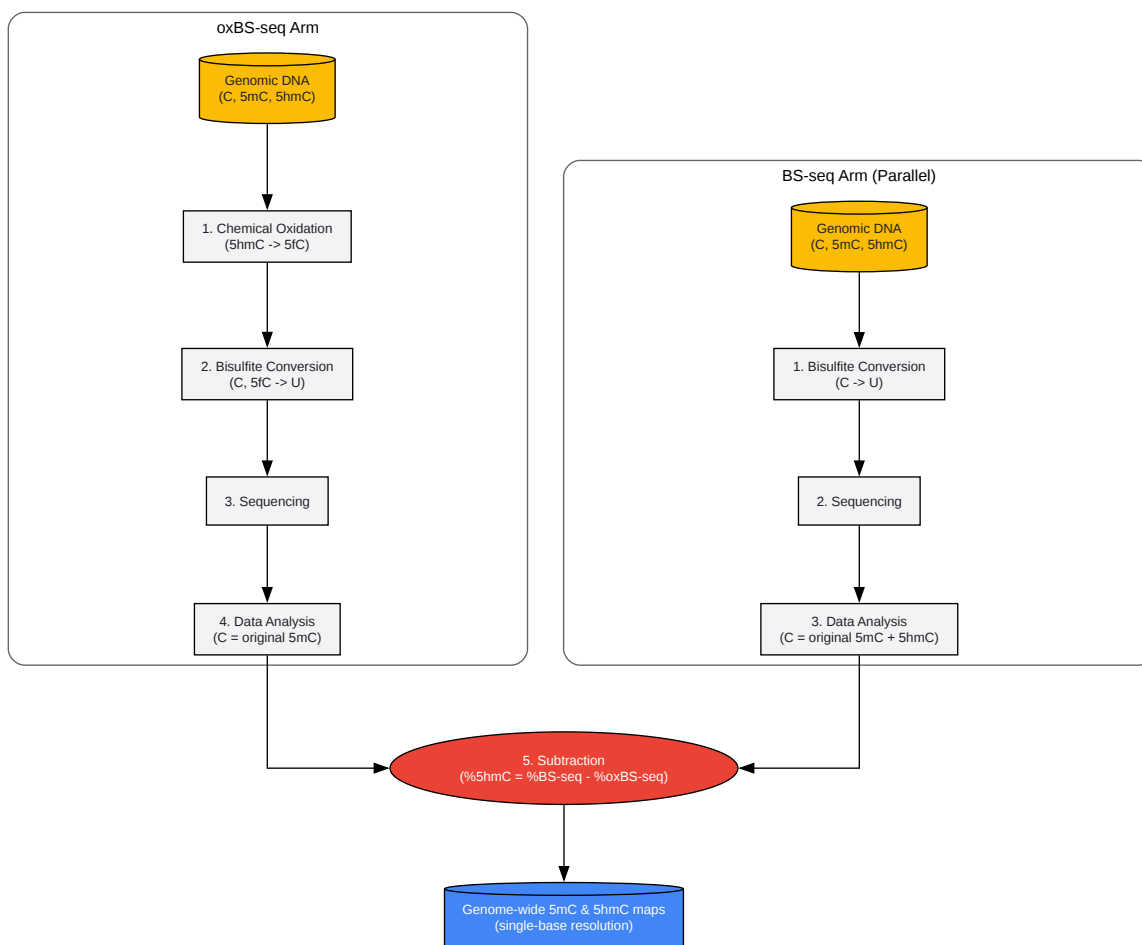 oxBS-seq Arm
Genomic DNA
(C, 5mC, 5hmC)
1. Chemical Oxidation
(5hmC -> 5fC)
2. Bisulfite Conversion
(C, 5fC -> U)
3. Sequencing
4. Data Analysis
(C = original 5mC)
BS-seq Arm (Parallel)
Genomic DNA
(C, 5mC, 5hmC)
1. Bisulfite Conversion
(C -> U)
2. Sequencing
3. Data Analysis
(C = original 5mC + 5hmC)
5. Subtraction
(%5hmC = %BS-seq - %oxBS-seq)
Genome-wide 5mC & 5hmC maps
(single-base resolution)